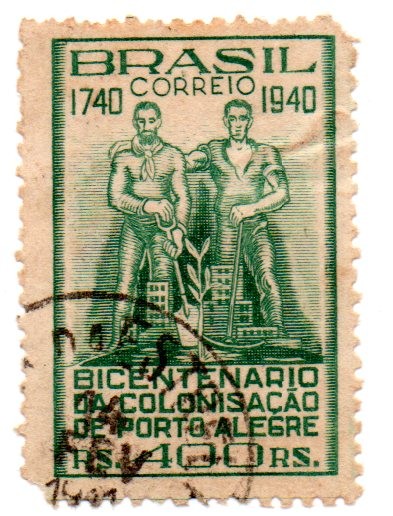 BRASIL
CORREIO
1740 1940
BICENTENARIO
DA COLONISAÇÃO
DE PORTO ALEGRE
RS. 400 RS.